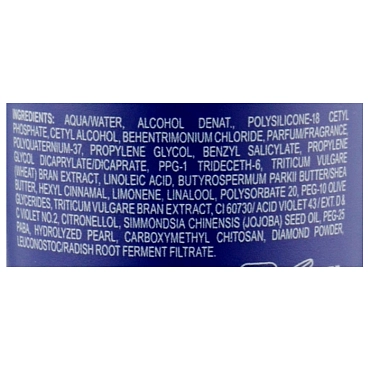 INGREDIENTS: AQUA/WATER, ALCOHOL DENAT., POLYSILICONE-18 CETYL
PHOSPHATE, CETYL ALCOHOL, BEHENTRIMONIUM CHLORIDE, PARFUM/FRAGRANCE,
POLYQUATERNIUM-37, PROPYLENE GLYCOL, BENZYL SALICYLATE, PROPYLENE
GLYCOL DICAPRYLATE/DICAPRATE, PPG-1 TRIDECETH-6, TRITICUM VULGARE
(WHEAT) BRAN EXTRACT, LINOLEIC ACID, BUTYROSPERMUM PARKII BUTTER/SHEA
BUTTER, HEXYL CINNAMAL, LIMONENE, LINALOOL, POLYSORBATE 20, PEG-10 OLIVE
GLYCERIDES, TRITICUM VULGARE BRAN EXTRACT, CI 60730/ ACID VIOLET 43 / EXT. D &
C VIOLET NO.2, CITRONELLOL, SIMMONDSIA CHINENSIS (JOJOBA) SEED OIL, PEG-25
PABA, HYDROLYZED PEARL, CARBOXYMETHYL CHITOSAN, DIAMOND POWDER,
LEUCONOSTOC/RADISH ROOT FERMENT FILTRATE.